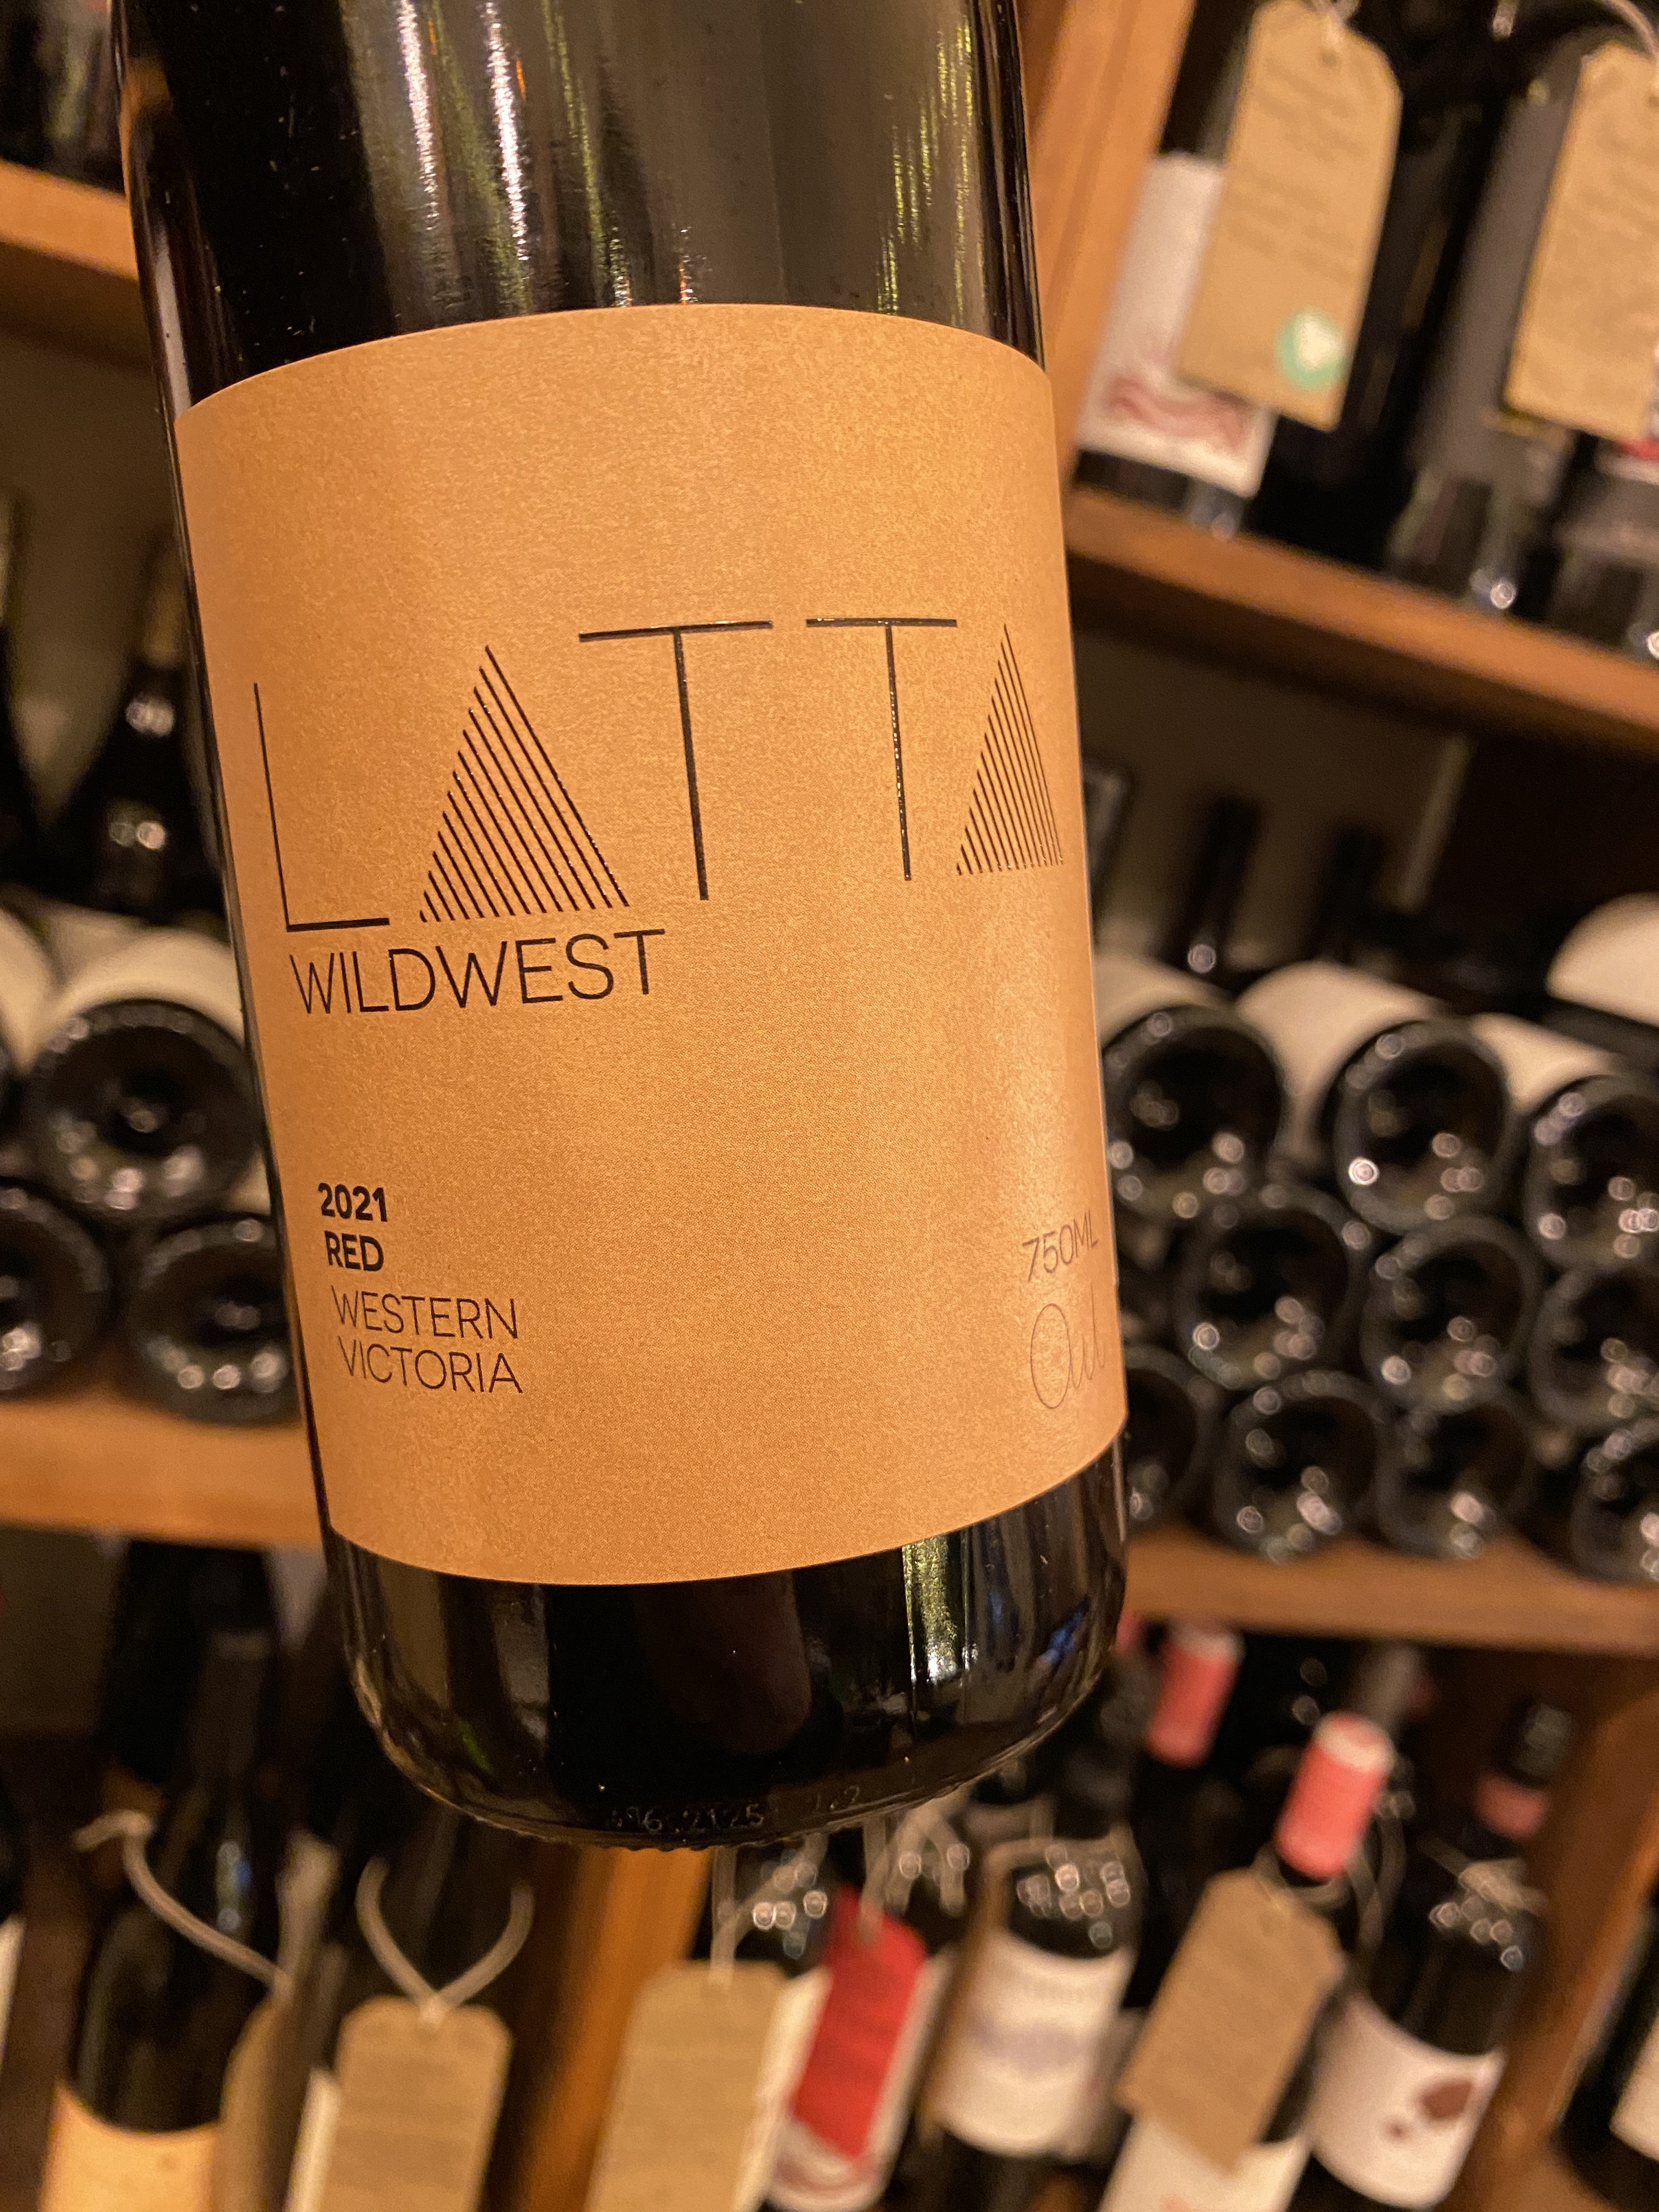 LATTA
WILDWEST
2021
RED
WESTERN
VICTORIA
750ML